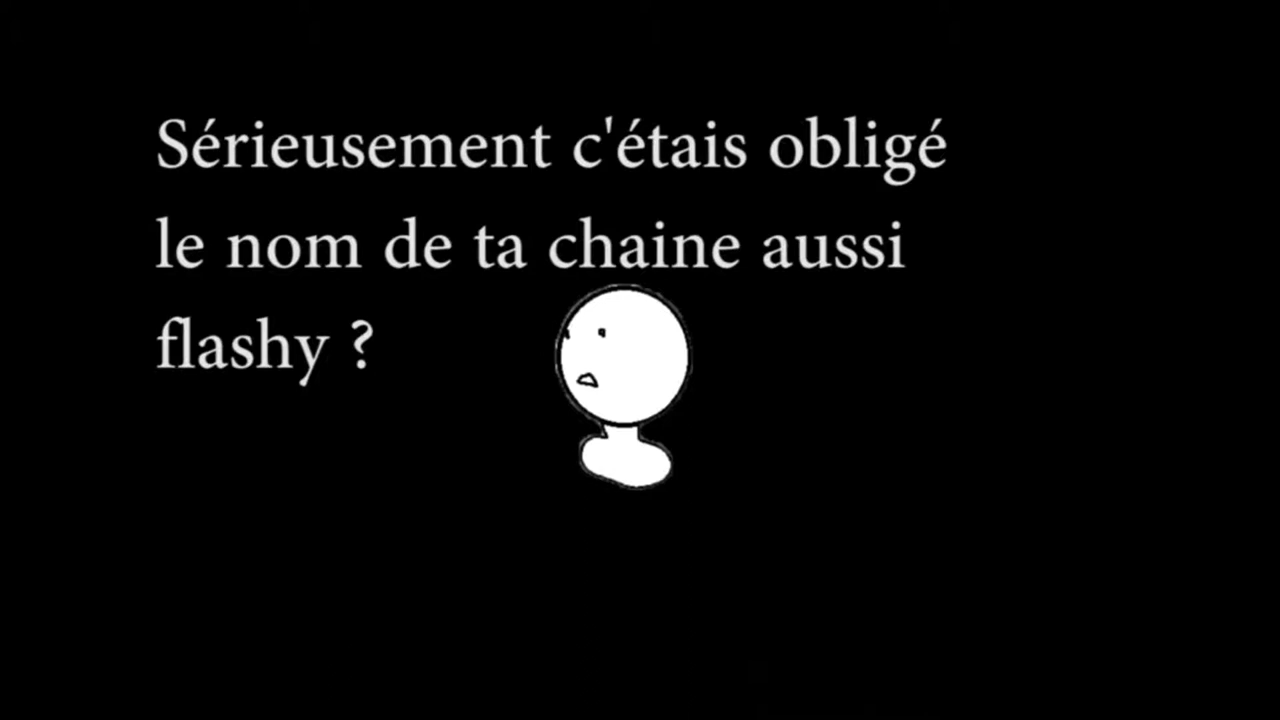 Sérieusement c'étais obligé
le nom de ta chaine aussi
flashy ?